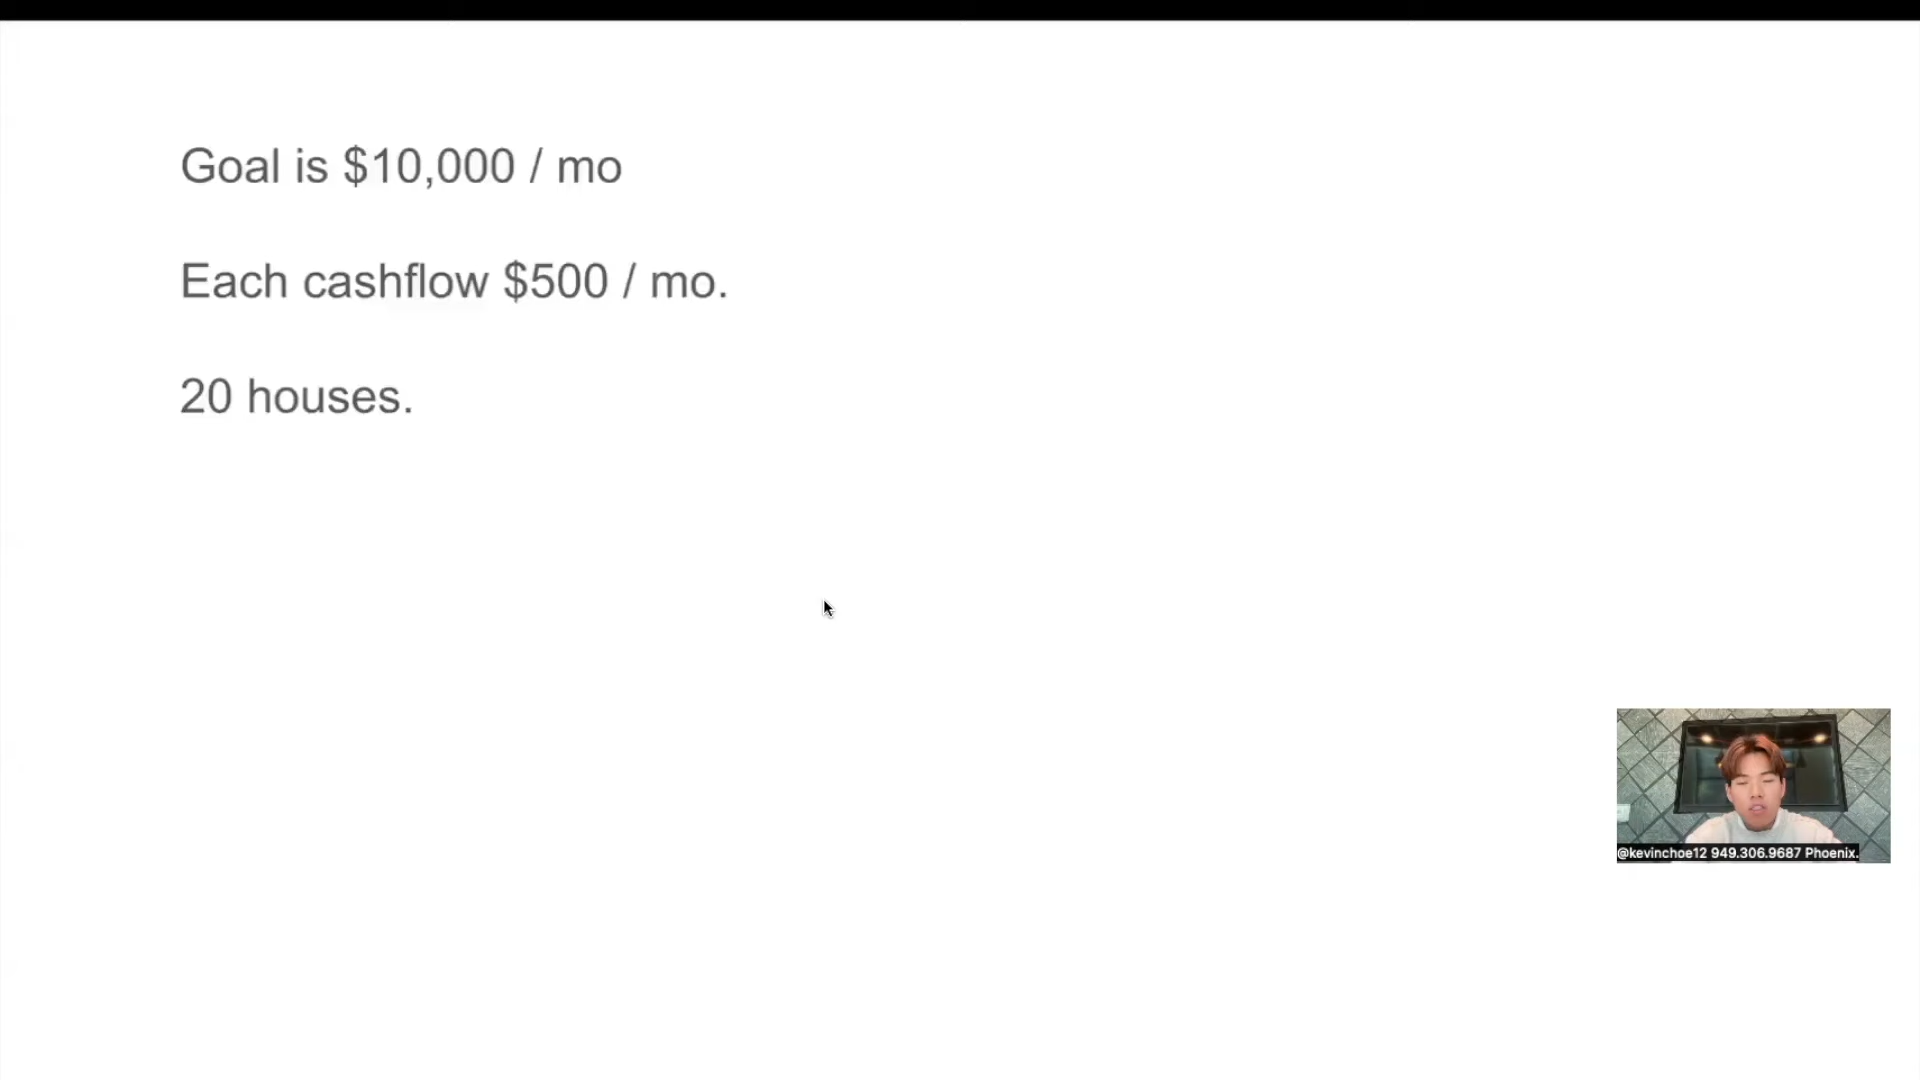 Goal is $10,000 / mo
Each cashflow $500 / mo.
20 houses.
@kevinchoe12 949.306.9687 Phoenix.